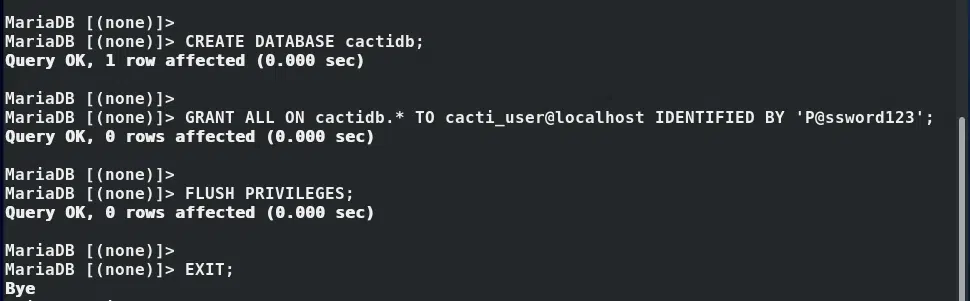 MariaDB [(none)]>
MariaDB [(none)]> CREATE DATABASE cactidb;
Query OK, 1 row affected (0.000 sec)
MariaDB [(none)]>
MariaDB [(none)]> GRANT ALL ON cactidb.* TO cacti_user@localhost IDENTIFIED BY 'P@ssword123';
Query OK, 0 rows affected (0.000 sec)
MariaDB [(none)]>
MariaDB [(none)]> FLUSH PRIVILEGES;
Query OK, 0 rows affected (0.000 sec)
MariaDB [(none)]>
MariaDB [(none)]> EXIT;
Bye